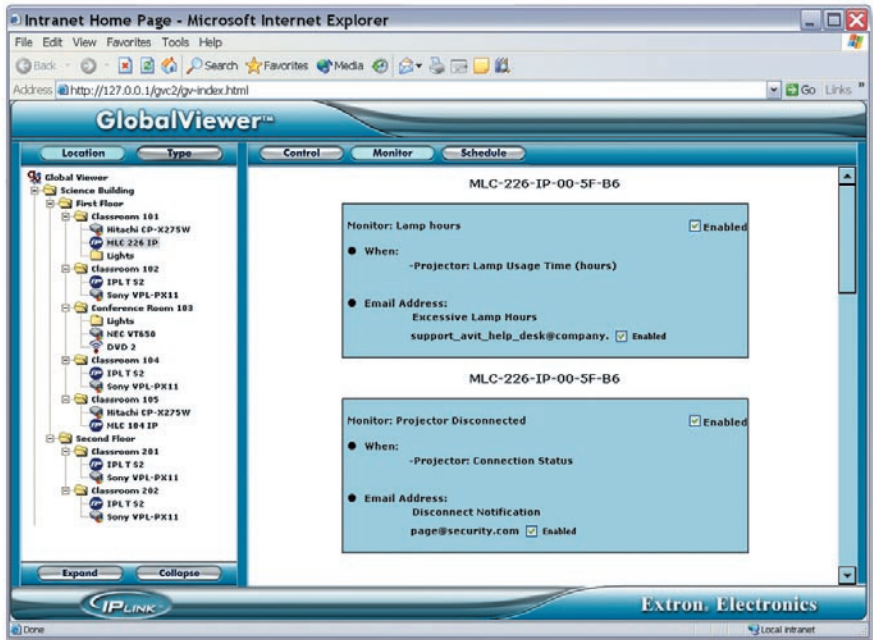 Intranet Home Page - Microsoft Internet Explorer
File Edit View Favorites Tools Help
Back Search Favorites Media
Address http://127.0.0.1/gvc2/gv-index.html Go Links »
GlobalViewer™
Location Type Control Monitor Schedule
Global Viewer
Science Building
First Floor
Classroom 101
Hitachi CP-X275W
MLC 226 IP
Lights
Classroom 102
IPL T S2
Sony VPL-PX11
Conference Room 103
Lights
NEC VT650
DVD 2
Classroom 104
IPL T S2
Sony VPL-PX11
Classroom 105
Hitachi CP-X275W
MLC 104 IP
Second Floor
Classroom 201
IPL T S2
Sony VPL-PX11
Classroom 202
IPL T S2
Sony VPL-PX11
Expand Collapse
MLC-226-IP-00-5F-B6
Monitor: Lamp hours Enabled
● When:
-Projector: Lamp Usage Time (hours)
● Email Address:
Excessive Lamp Hours
support_avit_help_desk@company. Enabled
MLC-226-IP-00-5F-B6
Monitor: Projector Disconnected Enabled
● When:
-Projector: Connection Status
● Email Address:
Disconnect Notification
page@security.com Enabled
IP LINK Extron. Electronics
Done Local intranet